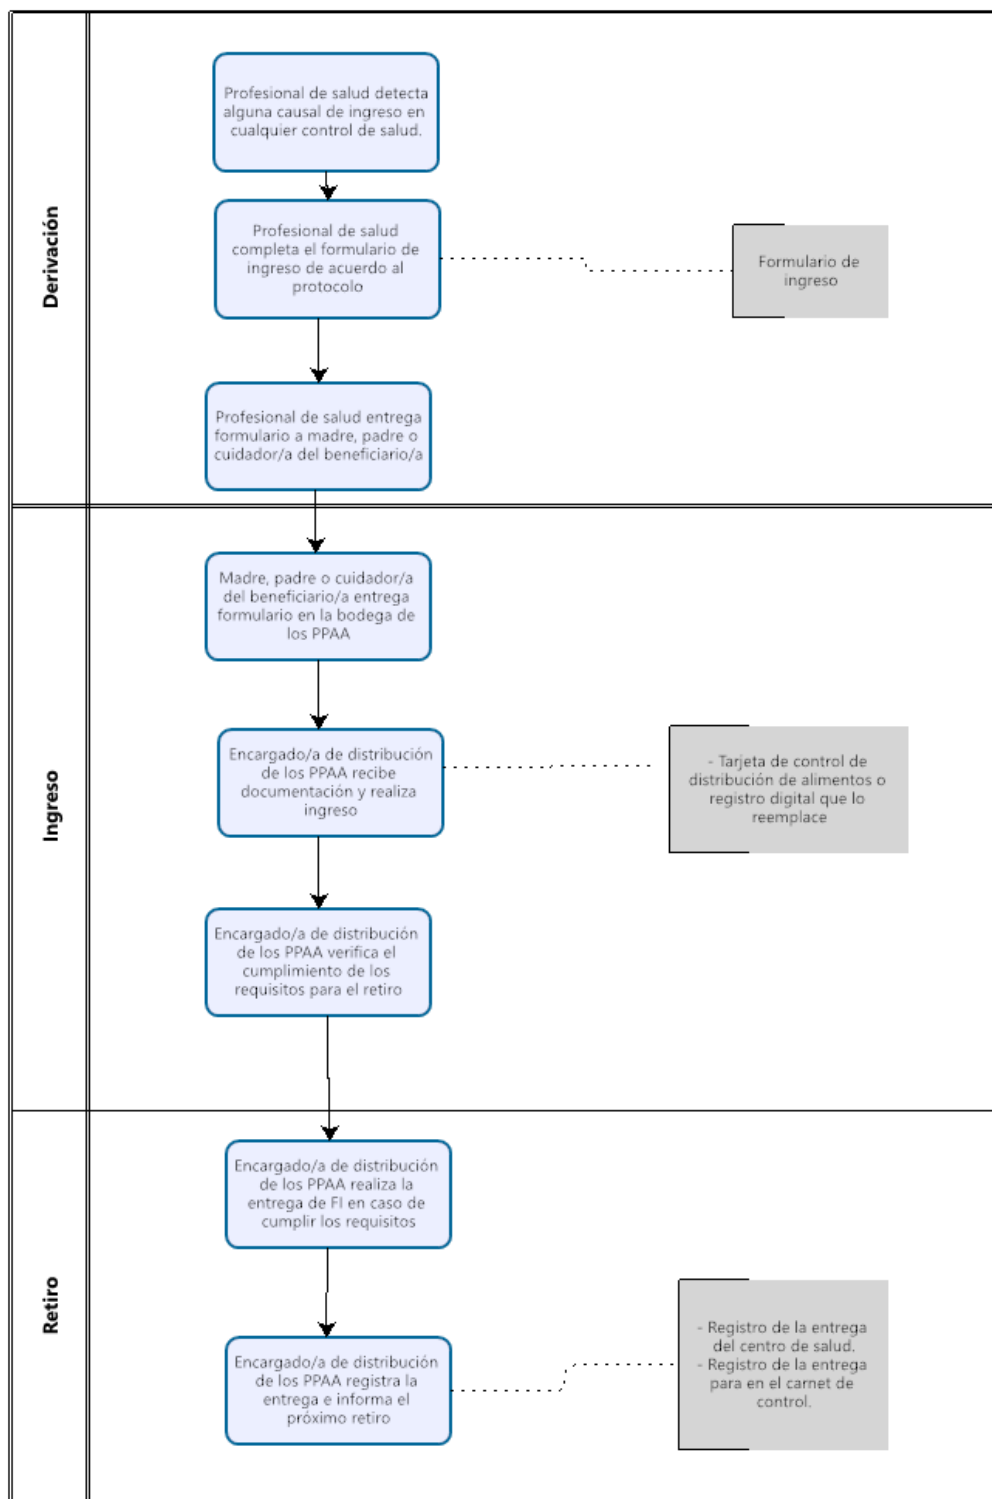 Derivación
Profesional de salud detecta
alguna causal de ingreso en
cualquier control de salud.
Profesional de salud
completa el formulario de
ingreso de acuerdo al
protocolo
Formulario de
ingreso
Profesional de salud entrega
formulario a madre, padre o
cuidador/a del beneficiario/a
Ingreso
Madre, padre o cuidador/a
del beneficiario/a entrega
formulario en la bodega de
los PPAA
Encargado/a de distribución
de los PPAA recibe
documentación y realiza
ingreso
- Tarjeta de control de
distribución de alimentos o
registro digital que lo
reemplace
Encargado/a de distribución
de los PPAA verifica el
cumplimiento de los
requisitos para el retiro
Retiro
Encargado/a de distribución
de los PPAA realiza la
entrega de FI en caso de
cumplir los requisitos
Encargado/a de distribución
de los PPAA registra la
entrega e informa el
próximo retiro
- Registro de la entrega
del centro de salud.
- Registro de la entrega
para en el carnet de
control.